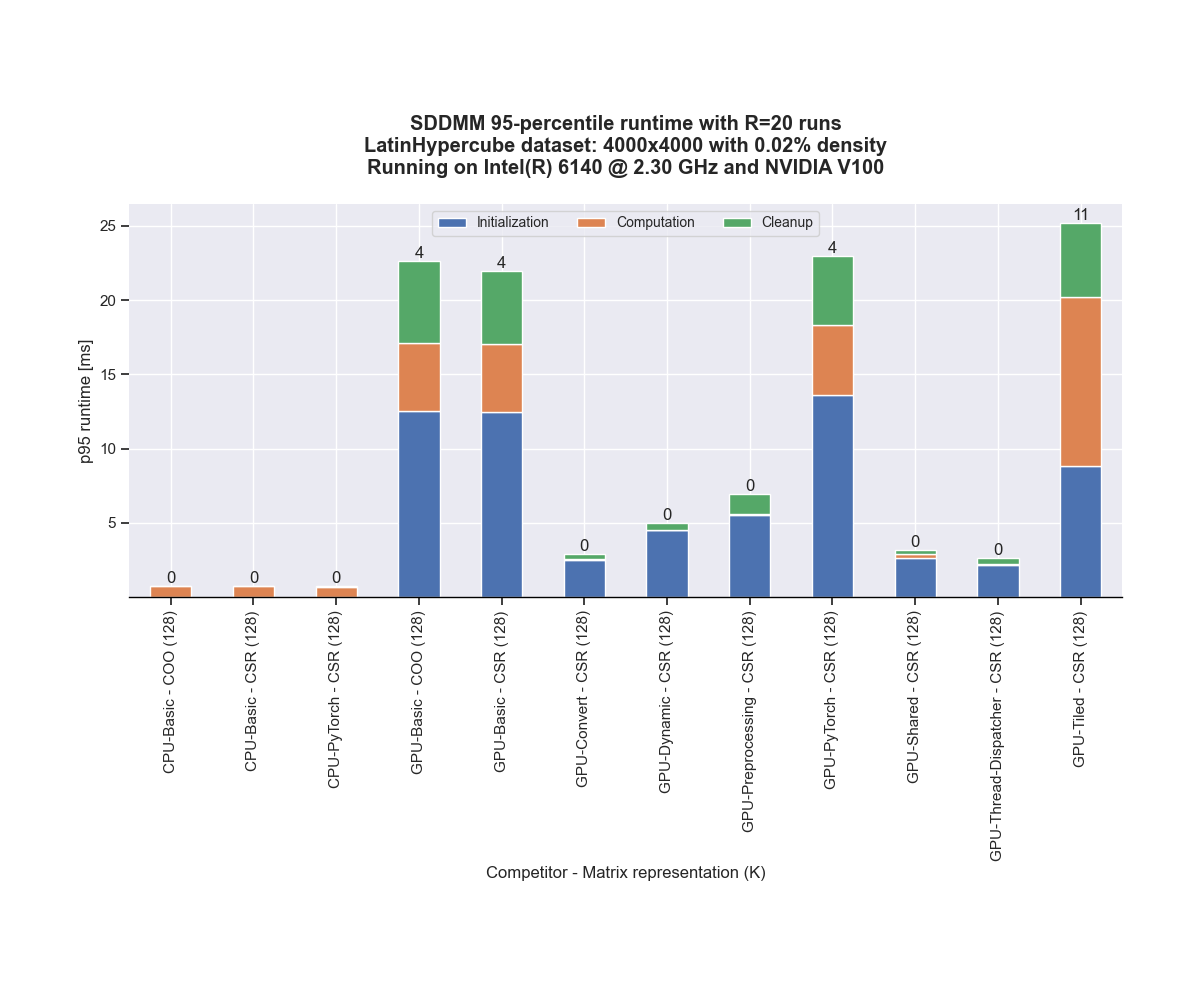 SDDMM 95-percentile runtime with R=20 runs
LatinHypercube dataset: 4000x4000 with 0.02% density
Running on Intel(R) 6140 @ 2.30 GHz and NVIDIA V100
Initialization Computation Cleanup
25
20
15
10
5
p95 runtime [ms]
0
0
0
4
4
0
0
0
4
0
0
11
CPU-Basic - COO (128)
CPU-Basic - CSR (128)
CPU-PyTorch - CSR (128)
GPU-Basic - COO (128)
GPU-Basic - CSR (128)
GPU-Convert - CSR (128)
GPU-Dynamic - CSR (128)
GPU-Preprocessing - CSR (128)
GPU-PyTorch - CSR (128)
GPU-Shared - CSR (128)
GPU-Thread-Dispatcher - CSR (128)
GPU-Tiled - CSR (128)
Competitor - Matrix representation (K)